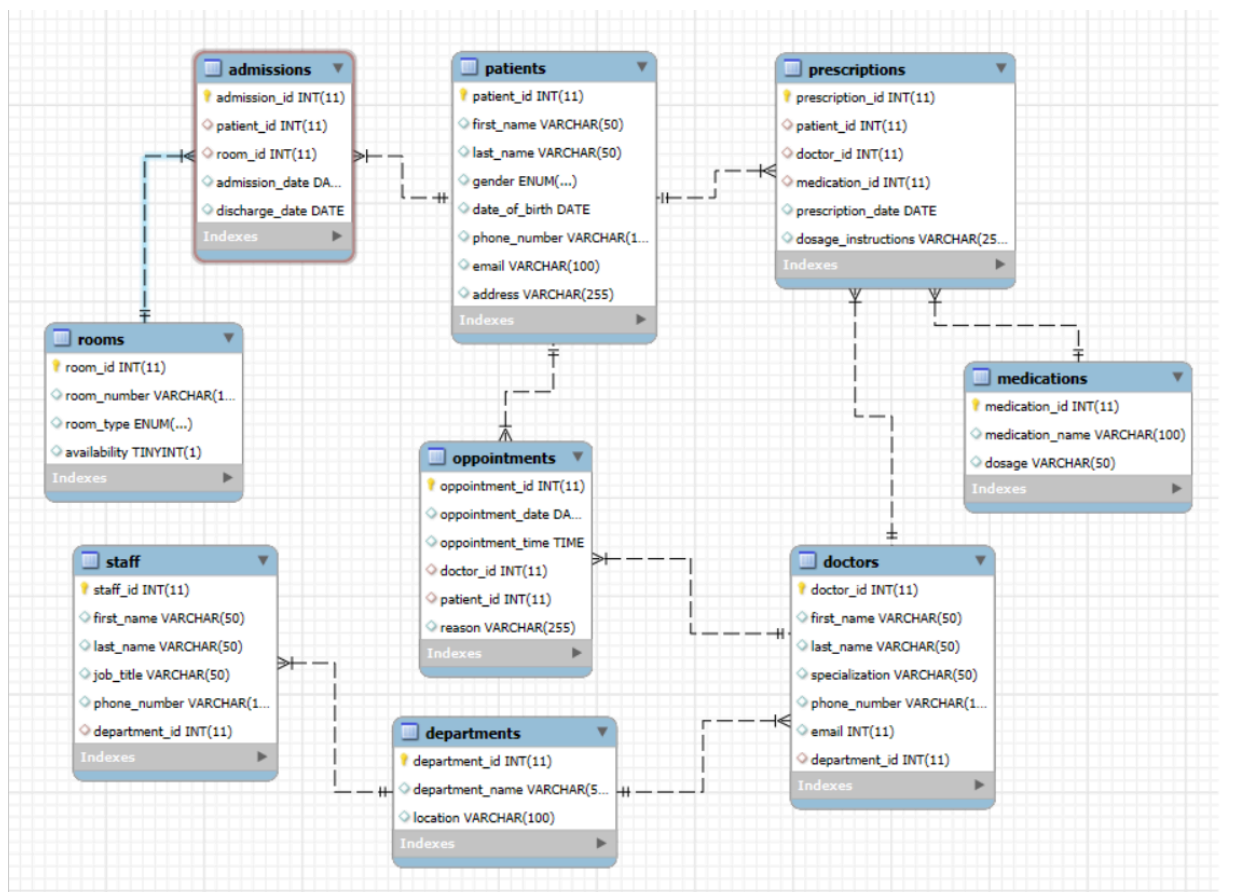 admissions
admission_id INT(11)
patient_id INT(11)
room_id INT(11)
admission_date DA...
discharge_date DATE
Indexes
patients
patient_id INT(11)
first_name VARCHAR(50)
last_name VARCHAR(50)
gender ENUM(...)
date_of_birth DATE
phone_number VARCHAR(1...
email VARCHAR(100)
address VARCHAR(255)
Indexes
prescriptions
prescription_id INT(11)
patient_id INT(11)
doctor_id INT(11)
medication_id INT(11)
prescription_date DATE
dosage_instructions VARCHAR(25...
Indexes
rooms
room_id INT(11)
room_number VARCHAR(1...
room_type ENUM(...)
availability TINYINT(1)
Indexes
medications
medication_id INT(11)
medication_name VARCHAR(100)
dosage VARCHAR(50)
Indexes
oppointments
oppointment_id INT(11)
oppointment_date DA...
oppointment_time TIME
doctor_id INT(11)
patient_id INT(11)
reason VARCHAR(255)
Indexes
staff
staff_id INT(11)
first_name VARCHAR(50)
last_name VARCHAR(50)
job_title VARCHAR(50)
phone_number VARCHAR(1...
department_id INT(11)
Indexes
doctors
doctor_id INT(11)
first_name VARCHAR(50)
last_name VARCHAR(50)
specialization VARCHAR(50)
phone_number VARCHAR(1...
email INT(11)
department_id INT(11)
Indexes
departments
department_id INT(11)
department_name VARCHAR(5...
location VARCHAR(100)
Indexes